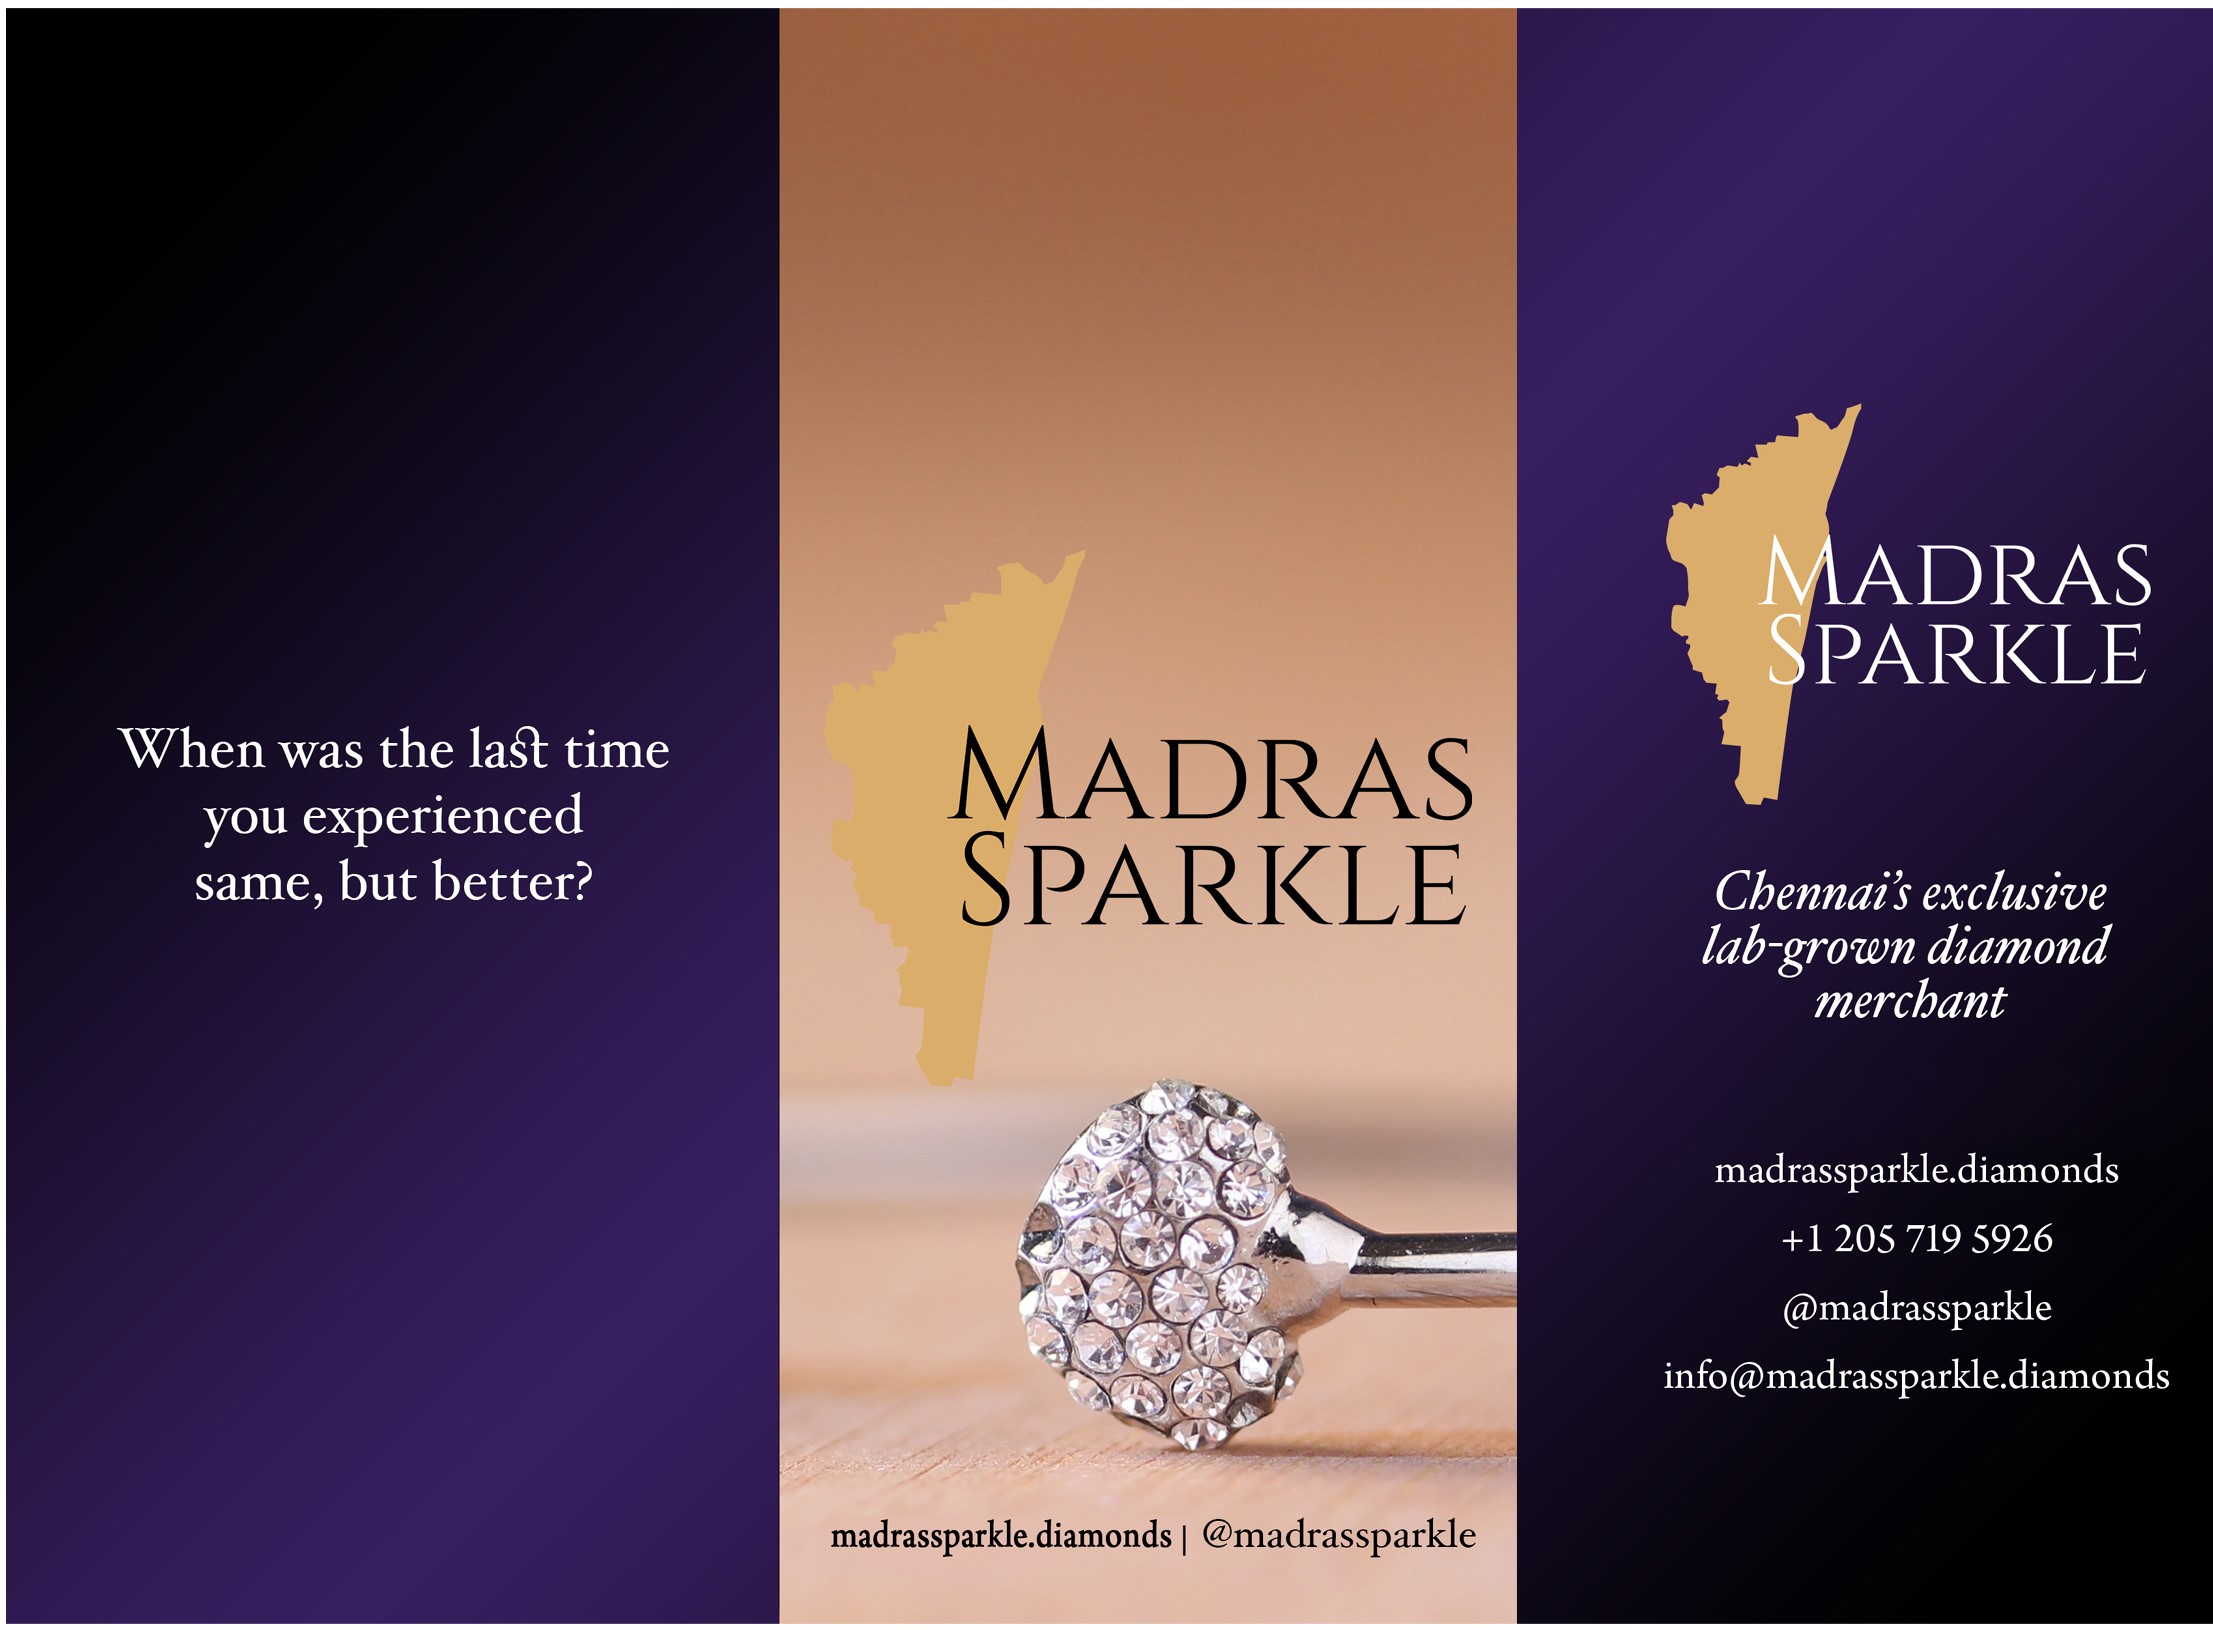 When was the last time
you experienced
same, but better?
MADRAS
SPARKLE
madrassparkle.diamonds | @madrassparkle
MADRAS
SPARKLE
Chennai's exclusive
lab-grown diamond
merchant
madrassparkle.diamonds
+1 205 719 5926
@madrassparkle
info@madrassparkle.diamonds